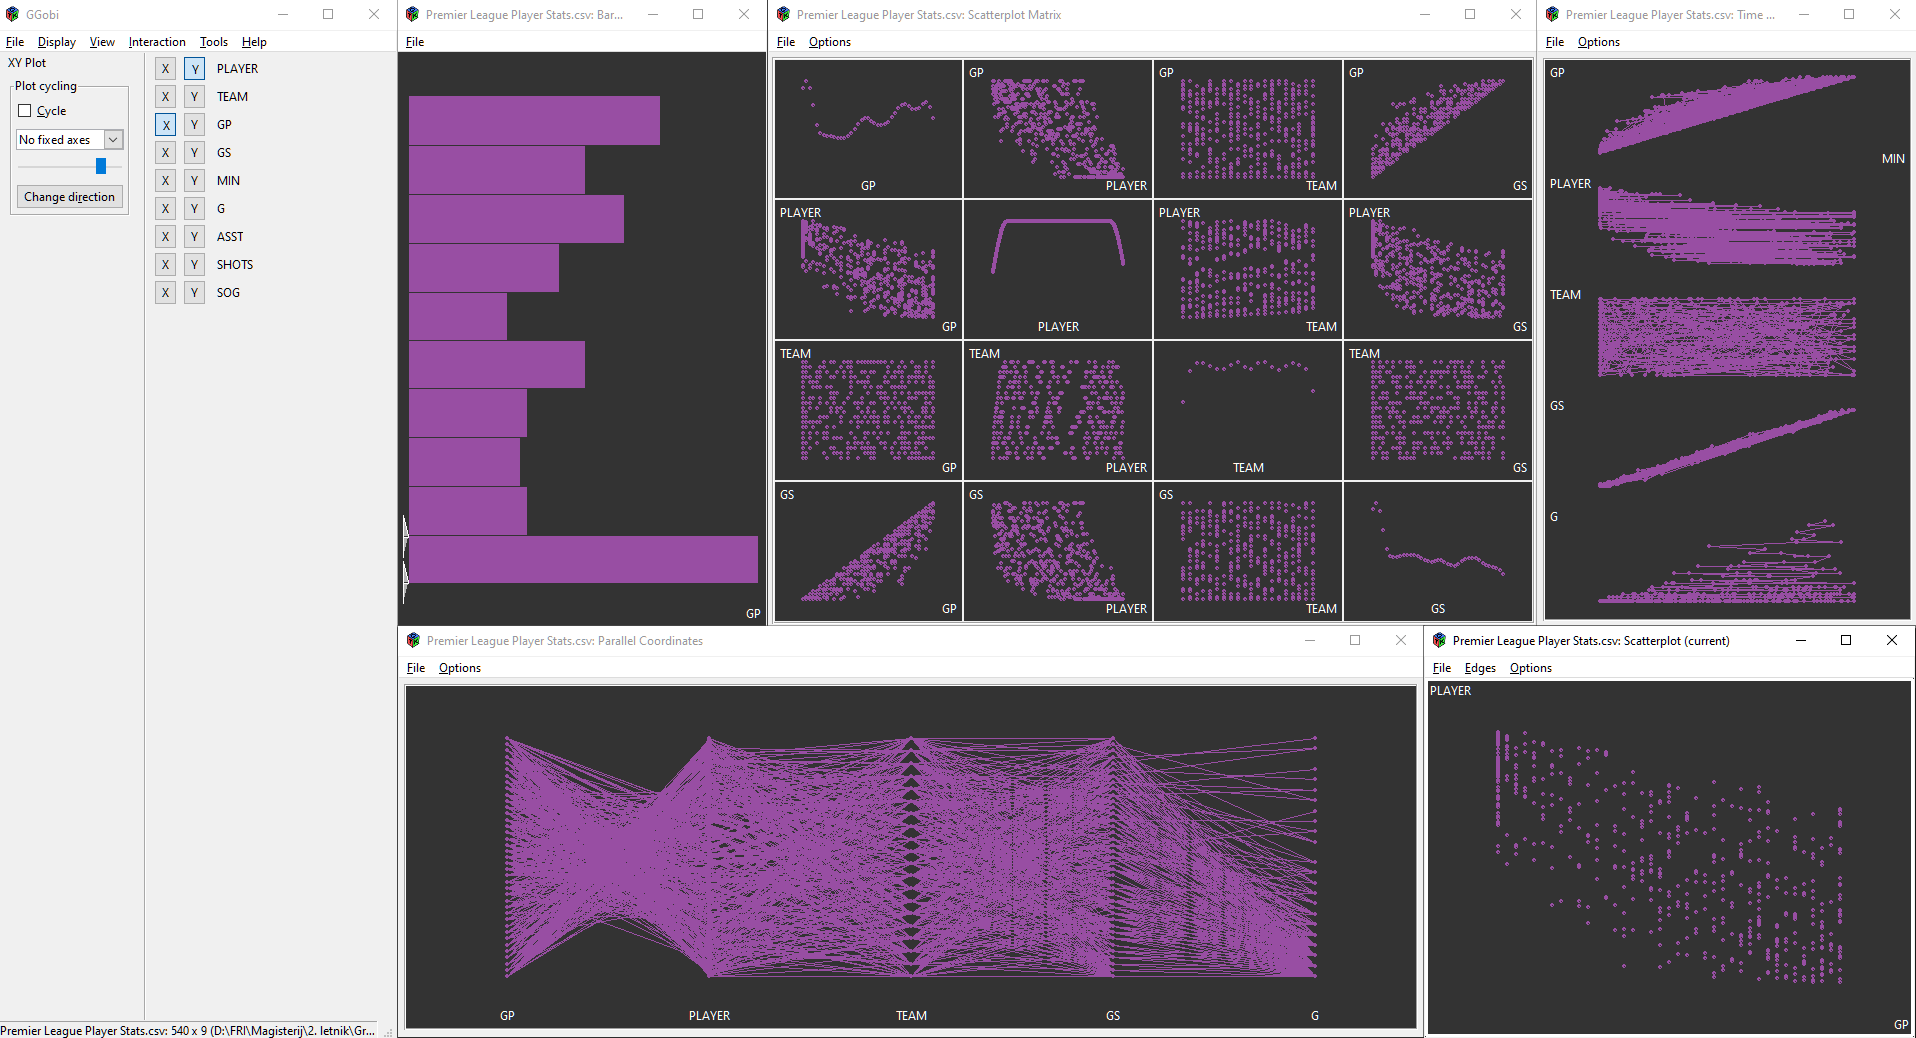 GGobi
File Display View Interaction Tools Help
XY Plot
Plot cycling
Cycle
No fixed axes
Change direction
X Y PLAYER
X Y TEAM
X Y GP
X Y GS
X Y MIN
X Y G
X Y ASST
X Y SHOTS
X Y SOG
Premier League Player Stats.csv: 540 x 9 (D:\FRI\Magisterij\2. letnik\Gr...
Premier League Player Stats.csv: Bar...
File
GP
Premier League Player Stats.csv: Scatterplot Matrix
File Options
GP
GP
PLAYER
GP
TEAM
GP
GS
PLAYER
GP
PLAYER
PLAYER
TEAM
PLAYER
GS
TEAM
GP
TEAM
PLAYER
TEAM
TEAM
GS
GS
GP
GS
PLAYER
GS
TEAM
GS
Premier League Player Stats.csv: Time ...
File Options
GP
MIN
PLAYER
TEAM
GS
G
Premier League Player Stats.csv: Parallel Coordinates
File Options
GP PLAYER TEAM GS G
Premier League Player Stats.csv: Scatterplot (current)
File Edges Options
PLAYER
GP